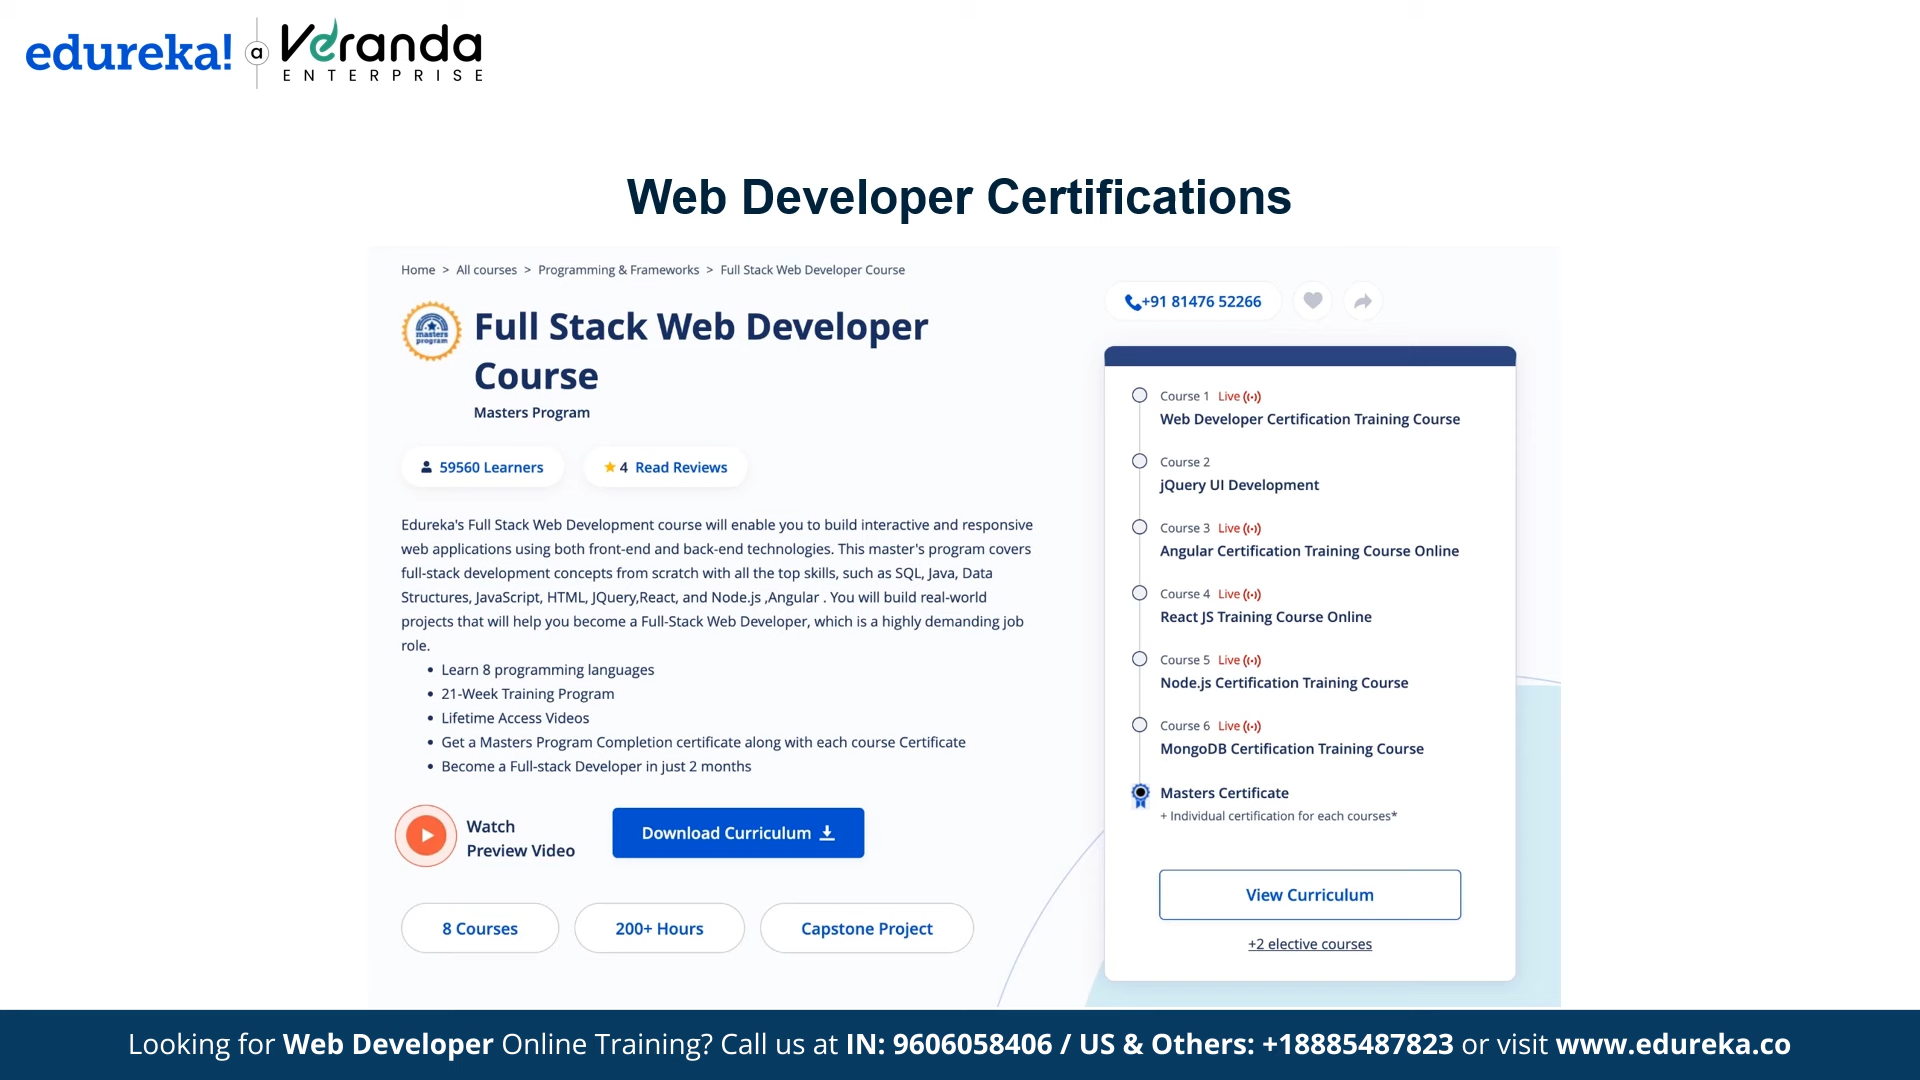 edureka! a Veranda
ENTERPRISE
Web Developer Certifications
Home > All courses > Programming & Frameworks > Full Stack Web Developer Course
masters
program
Full Stack Web Developer
Course
Masters Program
59560 Learners
4 Read Reviews
Edureka's Full Stack Web Development course will enable you to build interactive and responsive
web applications using both front-end and back-end technologies. This master's program covers
full-stack development concepts from scratch with all the top skills, such as SQL, Java, Data
Structures, JavaScript, HTML, JQuery,React, and Node.js ,Angular . You will build real-world
projects that will help you become a Full-Stack Web Developer, which is a highly demanding job
role.
• Learn 8 programming languages
• 21-Week Training Program
• Lifetime Access Videos
• Get a Masters Program Completion certificate along with each course Certificate
• Become a Full-stack Developer in just 2 months
Watch
Preview Video
Download Curriculum
8 Courses
200+ Hours
Capstone Project
+91 81476 52266
Course 1 Live
Web Developer Certification Training Course
Course 2
jQuery UI Development
Course 3 Live
Angular Certification Training Course Online
Course 4 Live
React JS Training Course Online
Course 5 Live
Node.js Certification Training Course
Course 6 Live
MongoDB Certification Training Course
Masters Certificate
+ Individual certification for each courses*
View Curriculum
+2 elective courses
Looking for Web Developer Online Training? Call us at IN: 9606058406 / US & Others: +18885487823 or visit www.edureka.co